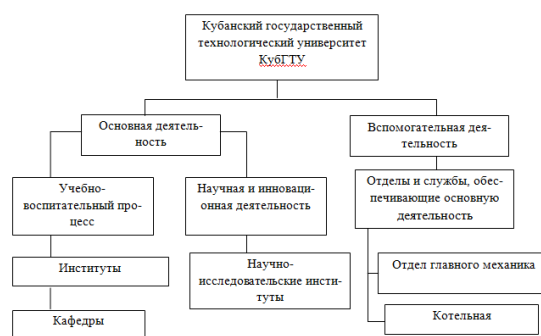 Кубанский государственный
технологический университет
КубГТУ
Основная деятель-
ность
Вспомогательная дея-
тельность
Учебно-
воспитательный про-
цесс
Научная и инноваци-
онная деятельность
Отделы и службы, обес-
печивающие основную
деятельность
Институты
Научно-
исследовательские инсти-
туты
Отдел главного механика
Кафедры
Котельная